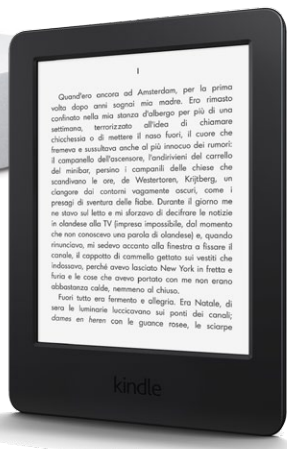 I
Quand'ero ancora ad Amsterdam, per la prima
volta dopo anni sognai mia madre. Ero rimasto
confinato nella mia stanza d'albergo per più di una
settimana, terrorizzato all'idea di chiamare
chicchessia o di mettere il naso fuori, il cuore che
fremeva e sussultava anche al più innocuo dei rumori:
il campanello dell'ascensore, l'andirivieni del carrello
del minibar, persino i campanili delle chiese che
scandivano le ore, de Westertoren, Krijtberg, un
clangore dai contorni vagamente oscuri, come i
presagi di sventura delle fiabe. Durante il giorno me
ne stavo sul letto e mi sforzavo di decifrare le notizie
in olandese alla TV (impresa impossibile, dal momento
che non conoscevo una parola di olandese) e, quando
rinunciavo, mi sedevo accanto alla finestra a fissare il
canale, il cappotto di cammello gettato sui vestiti che
indossavo, perché avevo lasciato New York in fretta e
furia e le cose che avevo portato con me non erano
abbastanza calde, nemmeno al chiuso.
Fuori tutto era fermento e allegria. Era Natale, di
sera le luminarie luccicavano sui ponti dei canali;
dames en heren con le guance rosee, le sciarpe
kindle